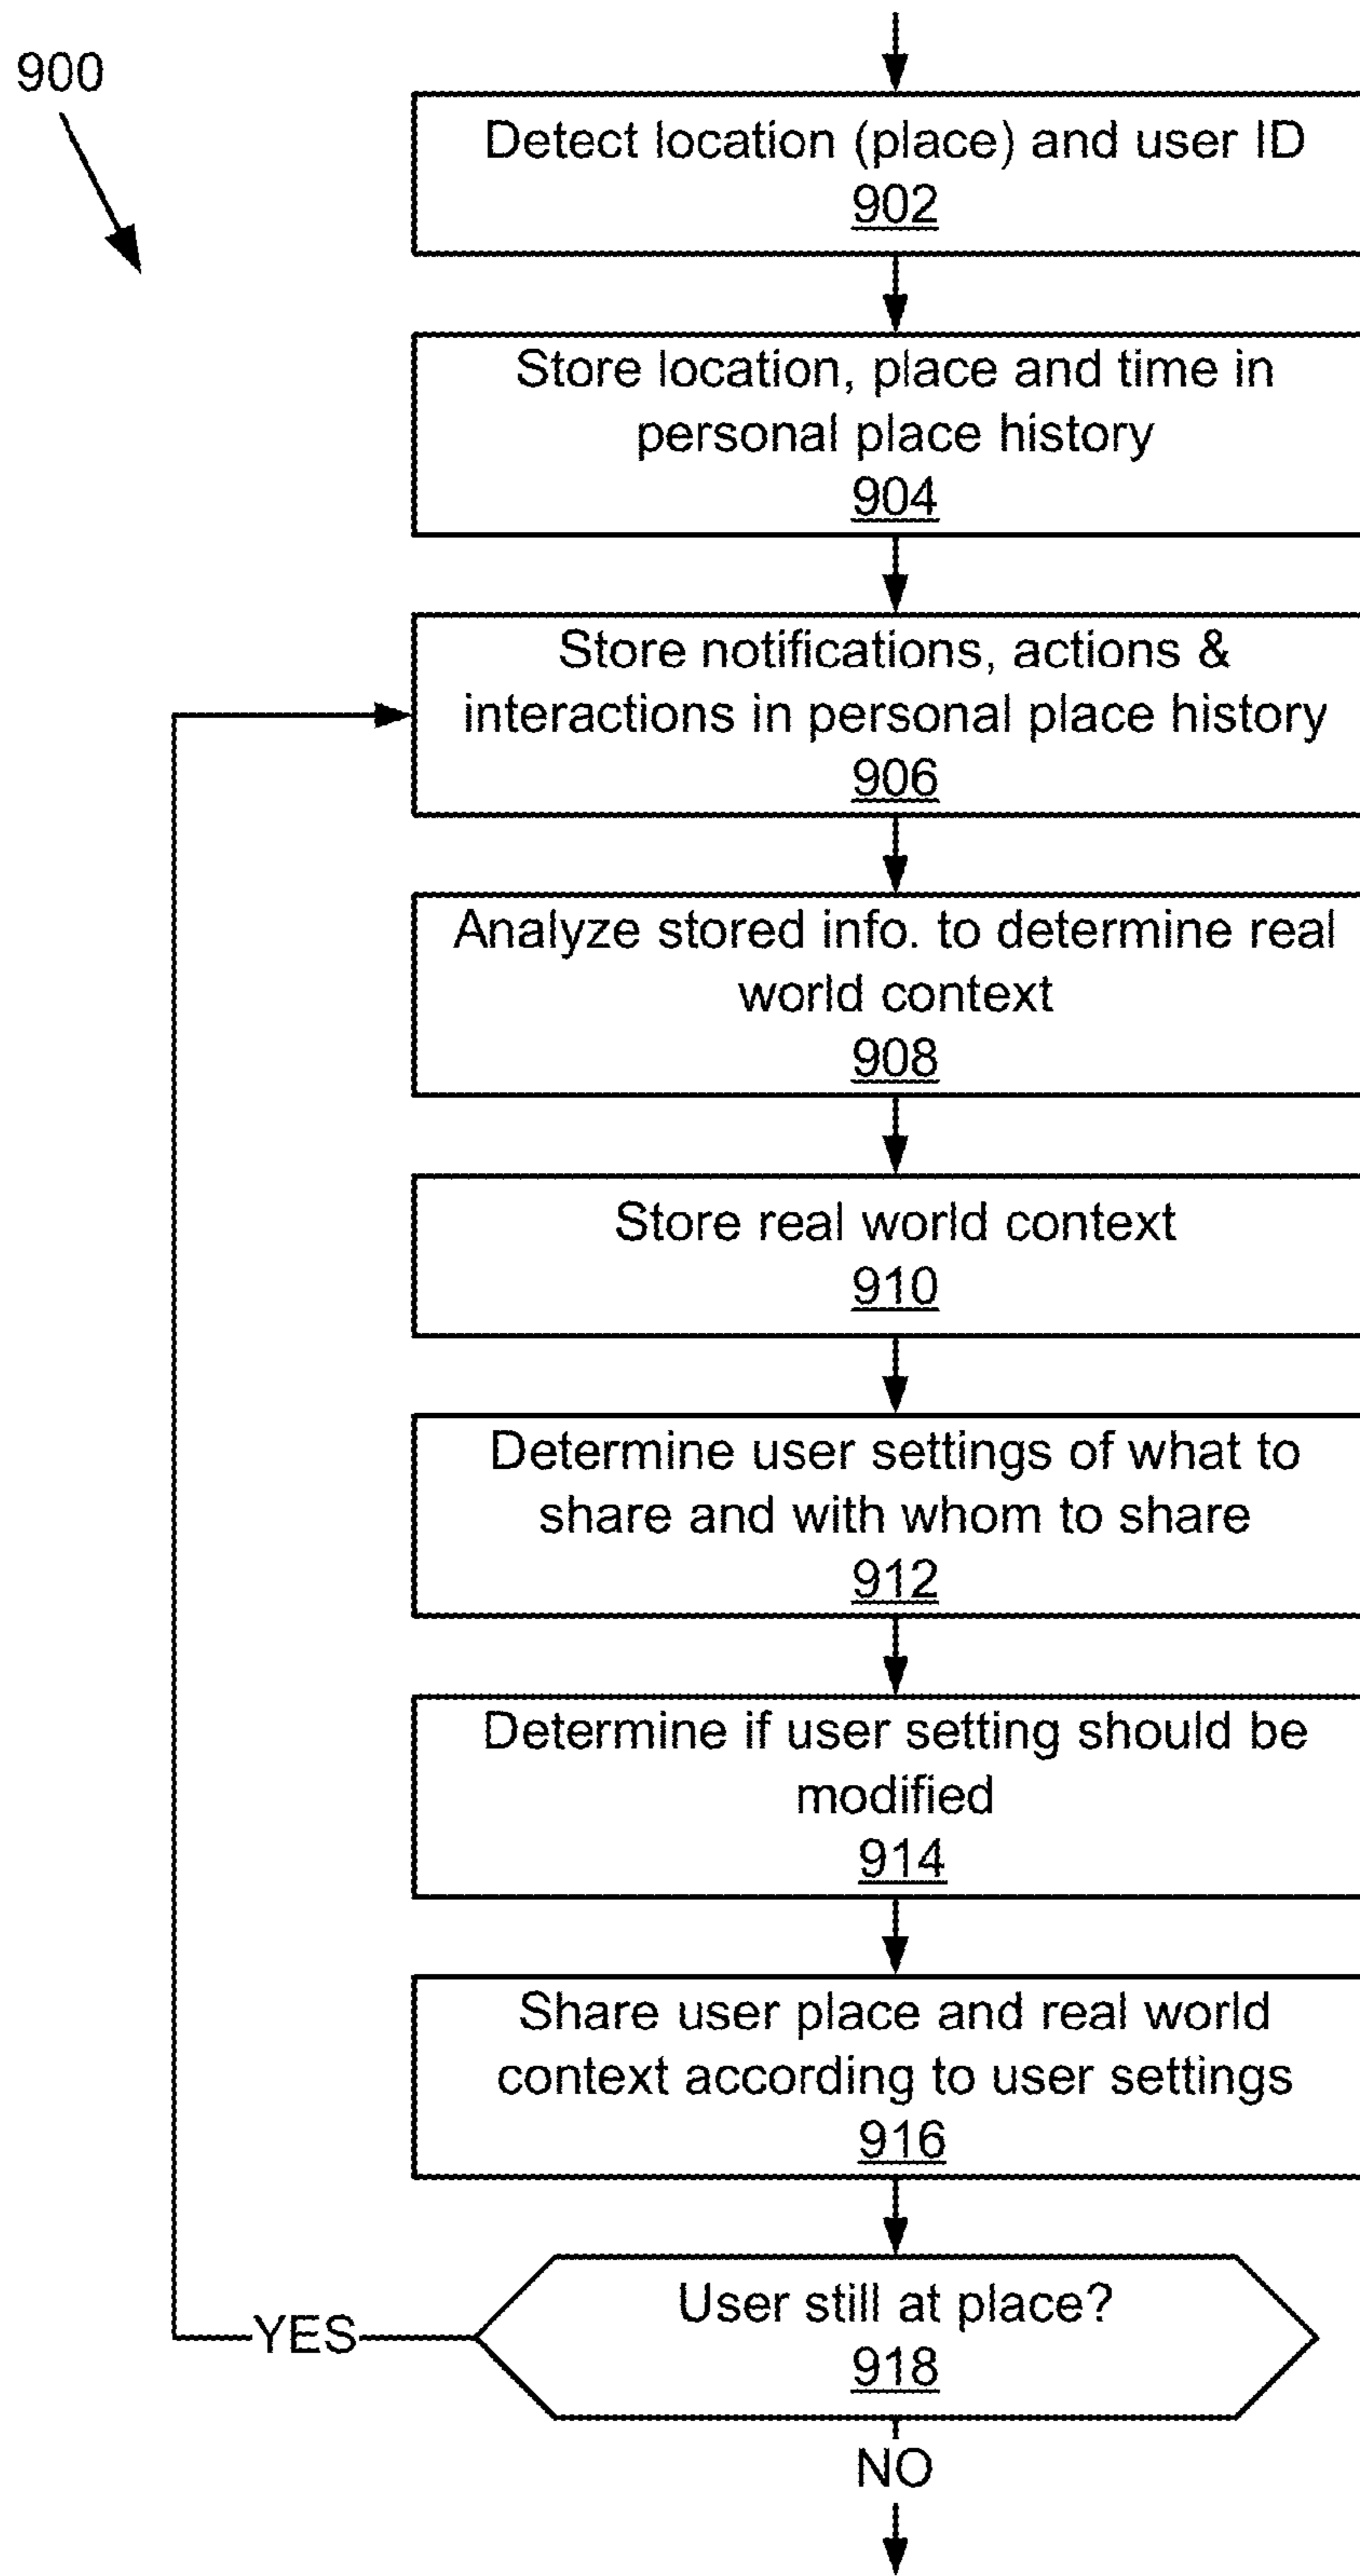 900
Detect location (place) and user ID
902
Store location, place and time in
personal place history
904
Store notifications, actions &
interactions in personal place history
906
Analyze stored info. to determine real
world context
908
Store real world context
910
Determine user settings of what to
share and with whom to share
912
Determine if user setting should be
modified
914
Share user place and real world
context according to user settings
916
User still at place?
918
YES
NO